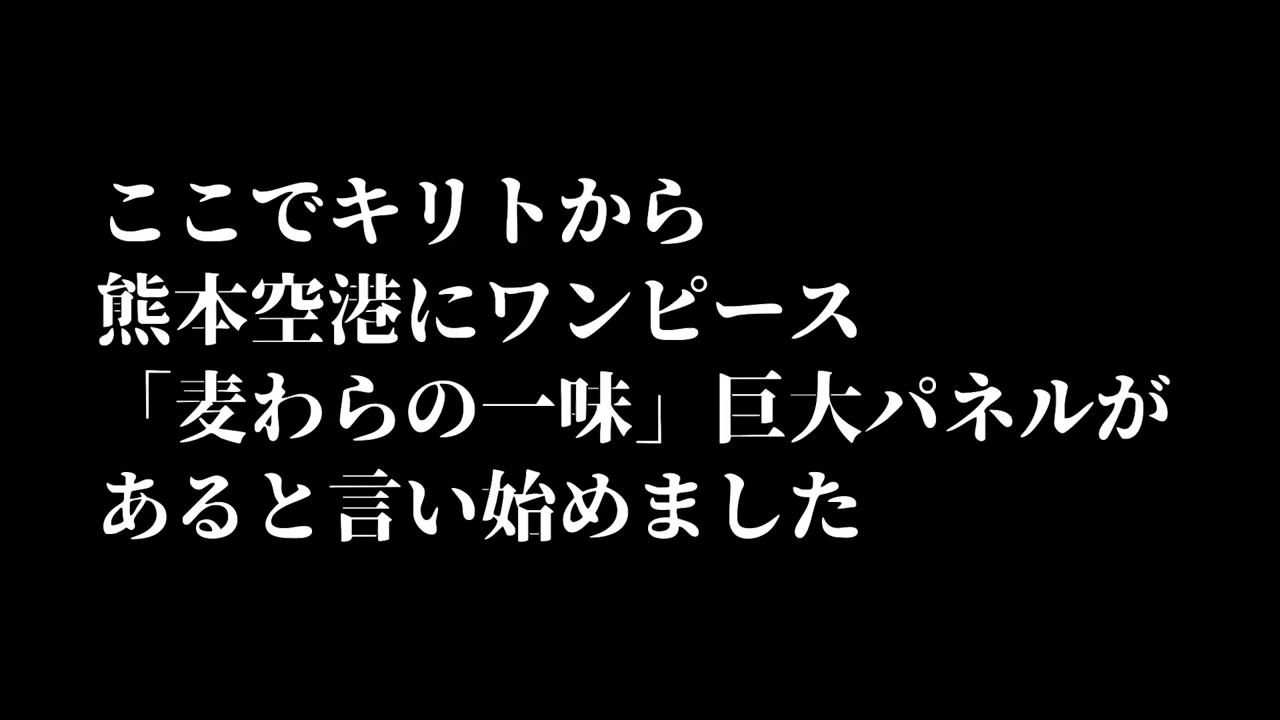 ここでキリトから
熊本空港にワンピース
「麦わらの一味」巨大パネルが
あると言い始めました